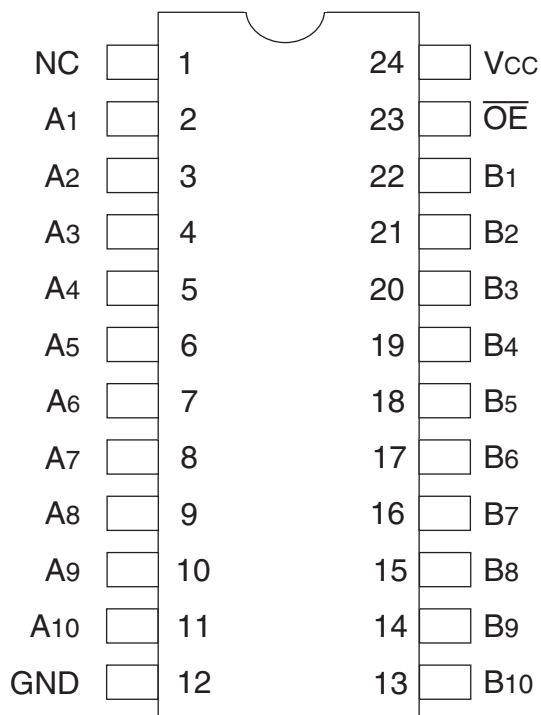 NC 1 24 VCC
A1 2 23 O̅E̅
A2 3 22 B1
A3 4 21 B2
A4 5 20 B3
A5 6 19 B4
A6 7 18 B5
A7 8 17 B6
A8 9 16 B7
A9 10 15 B8
A10 11 14 B9
GND 12 13 B10